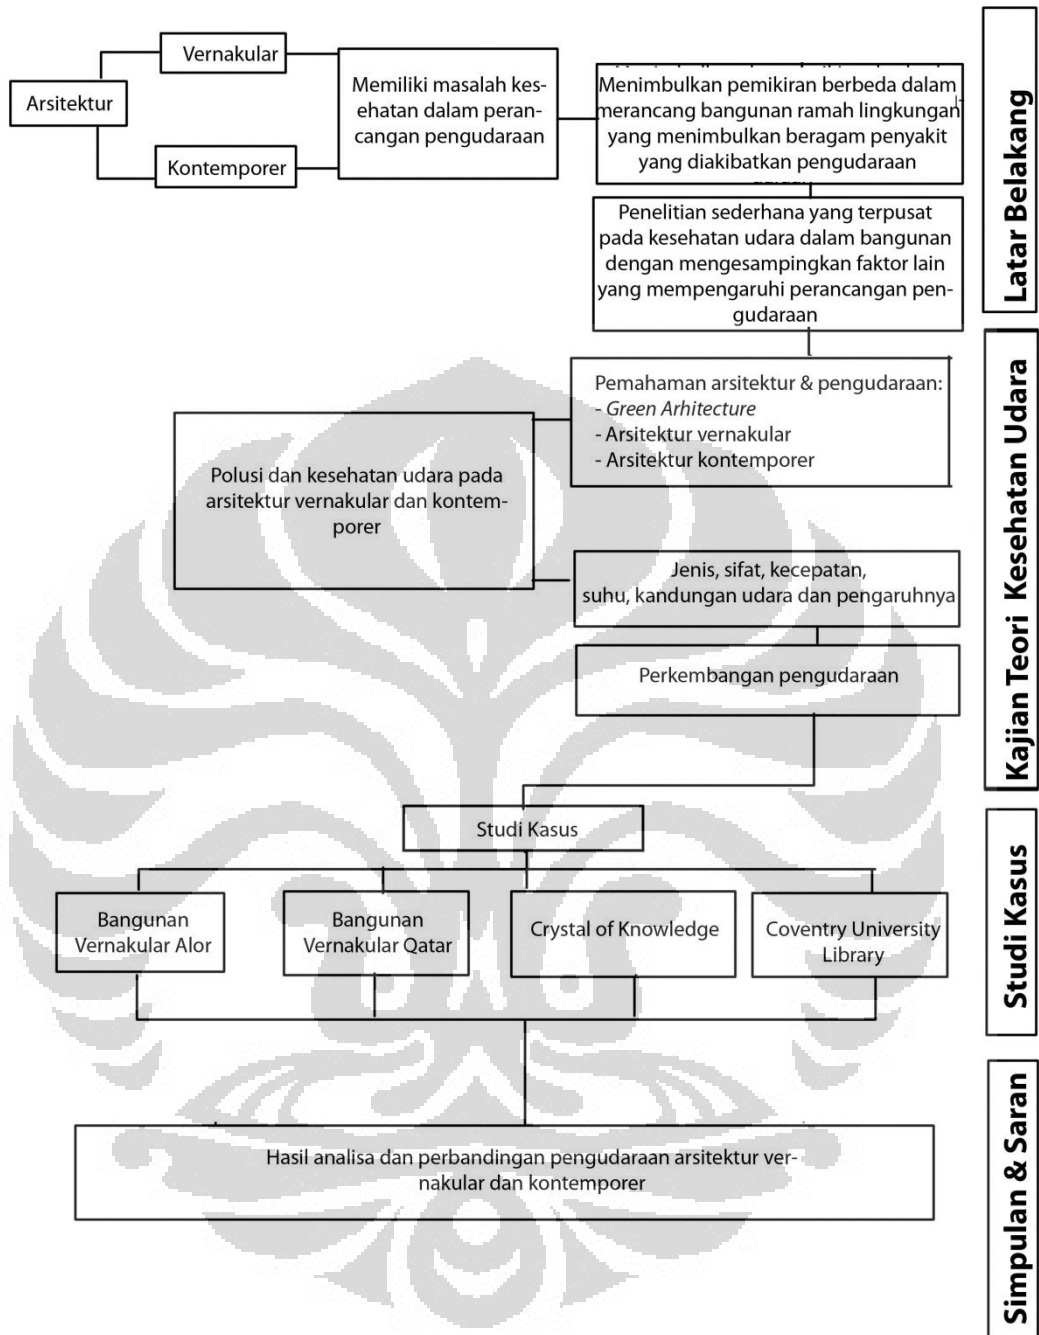 Vernakular
Arsitektur
Kontemporer
Memiliki masalah kes-
ehatan dalam peran-
cangan pengudaraan
Menimbulkan pemikiran berbeda dalam
merancang bangunan ramah lingkungan
yang menimbulkan beragam penyakit
yang diakibatkan pengudaraan
Penelitian sederhana yang terpusat
pada kesehatan udara dalam bangunan
dengan mengesampingkan faktor lain
yang mempengaruhi perancangan pen-
gudaraan
Latar Belakang
Pemahaman arsitektur & pengudaraan:
- Green Arhitecture
- Arsitektur vernakular
- Arsitektur kontemporer
Polusi dan kesehatan udara pada
arsitektur vernakular dan kontem-
porer
Jenis, sifat, kecepatan,
suhu, kandungan udara dan pengaruhnya
Perkembangan pengudaraan
Kajian Teori Kesehatan Udara
Studi Kasus
Bangunan
Vernakular Alor
Bangunan
Vernakular Qatar
Crystal of Knowledge
Coventry University
Library
Studi Kasus
Hasil analisa dan perbandingan pengudaraan arsitektur ver-
nakular dan kontemporer
Simpulan & Saran